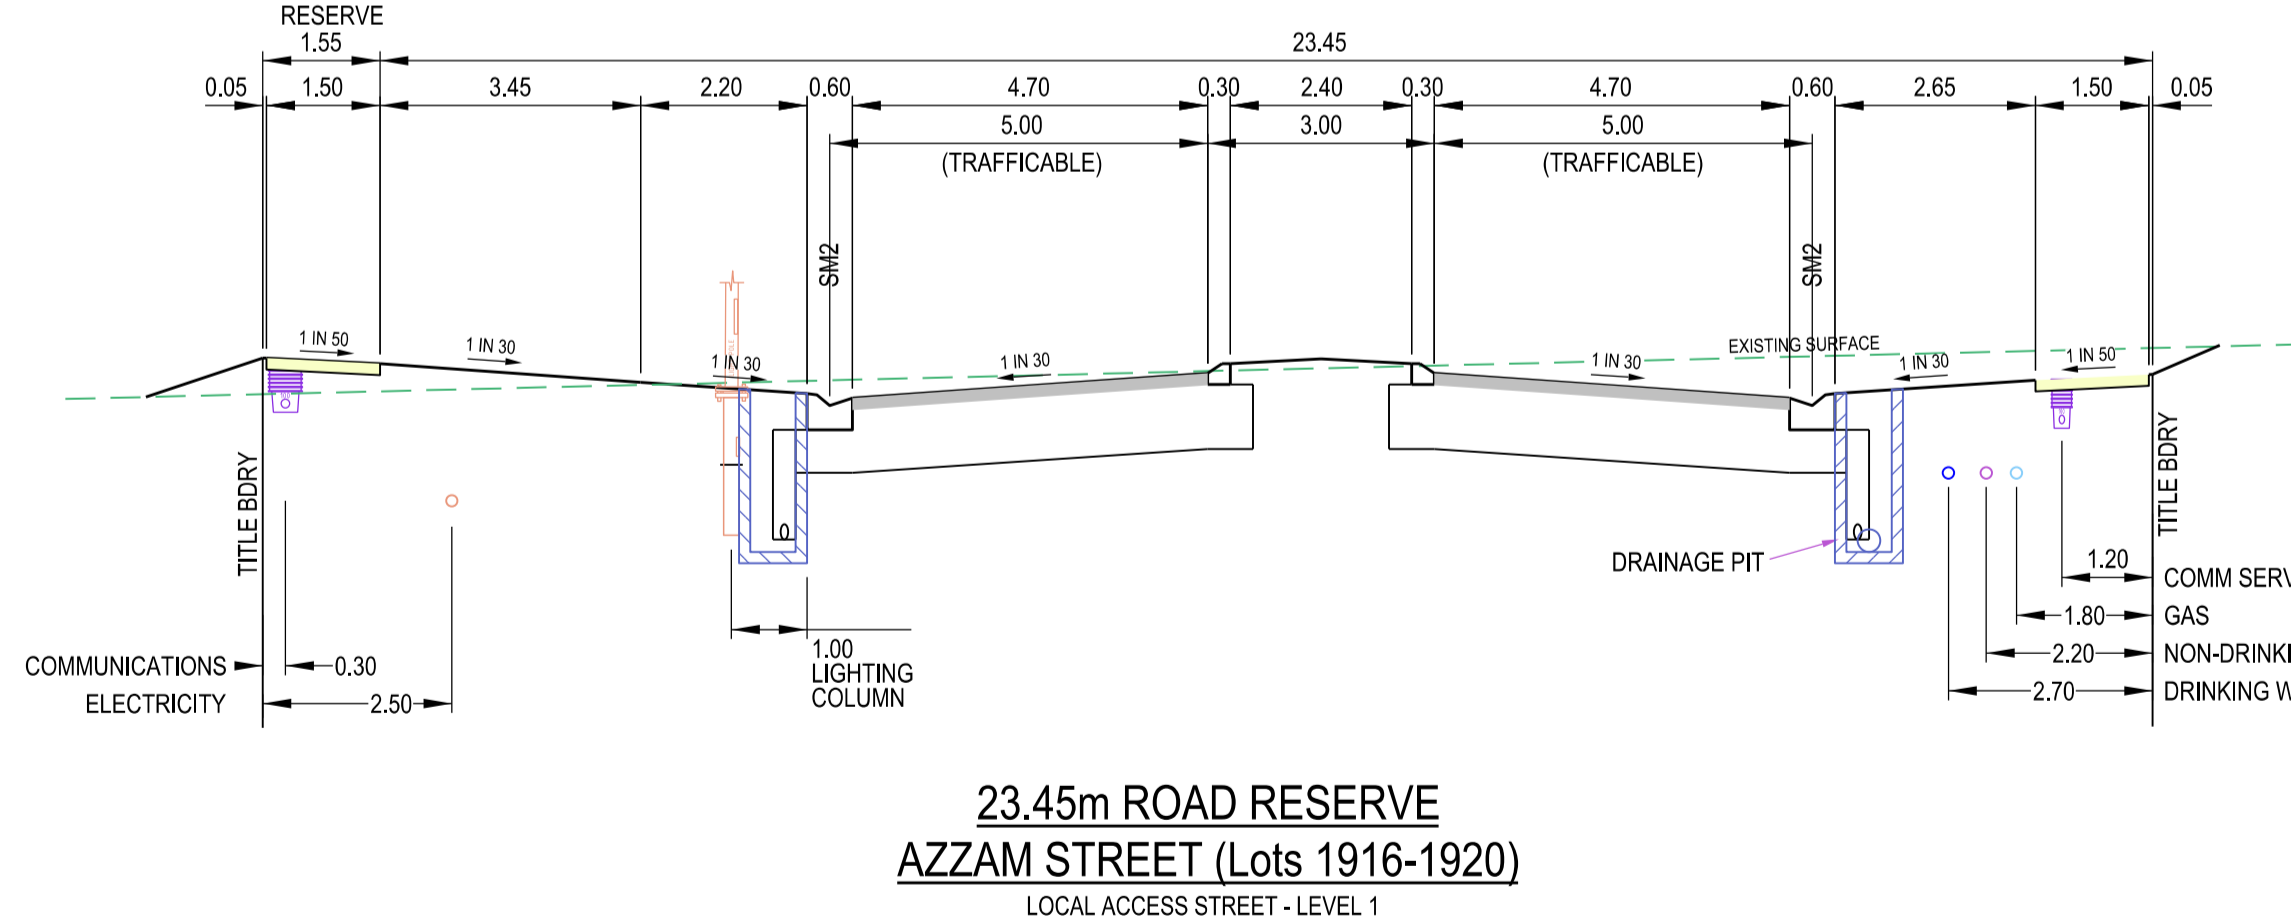 RESERVE
1.55 23.45
0.05 1.50 3.45 2.20 0.60 4.70 0.30 2.40 0.30 4.70 0.60 2.65 1.50 0.05
5.00 3.00 5.00
(TRAFFICABLE) (TRAFFICABLE)
SM2 SM2
1 IN 50 1 IN 30 1 IN 30 1 IN 30 1 IN 30 EXISTING SURFACE 1 IN 30 1 IN 50
TITLE BDRY TITLE BDRY
DRAINAGE PIT
1.20 COMM SERV
1.80 GAS
2.20 NON-DRINKI
2.70 DRINKING W
COMMUNICATIONS 0.30
ELECTRICITY 2.50
1.00
LIGHTING
COLUMN
23.45m ROAD RESERVE
AZZAM STREET (Lots 1916-1920)
LOCAL ACCESS STREET - LEVEL 1